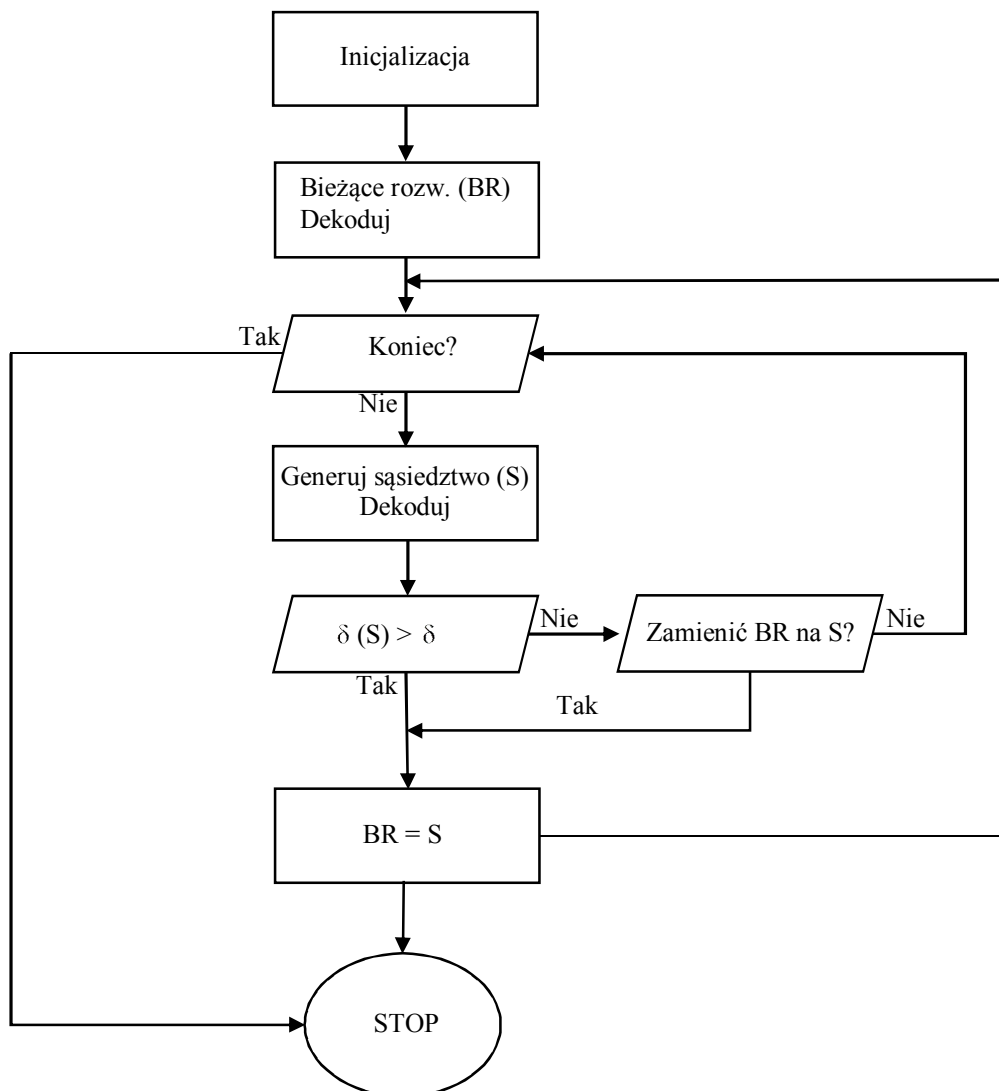 Inicjalizacja
Bieżące rozw. (BR)
Dekoduj
Tak
Koniec?
Nie
Generuj sąsiedztwo (S)
Dekoduj
δ (S) > δ
Nie
Zamienić BR na S?
Nie
Tak
Tak
BR = S
STOP